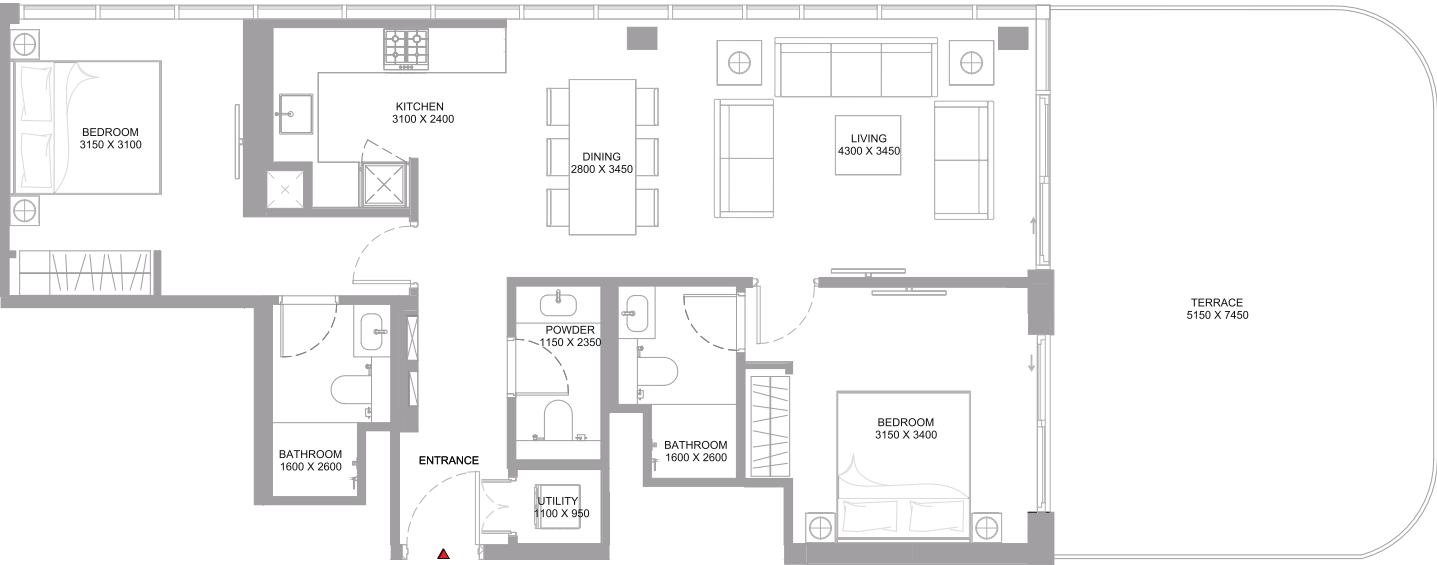 BEDROOM
3150 X 3100
KITCHEN
3100 X 2400
DINING
2800 X 3450
LIVING
4300 X 3450
TERRACE
5150 X 7450
POWDER
1150 X 2350
BEDROOM
3150 X 3400
BATHROOM
1600 X 2600
ENTRANCE
BATHROOM
1600 X 2600
UTILITY
1100 X 950